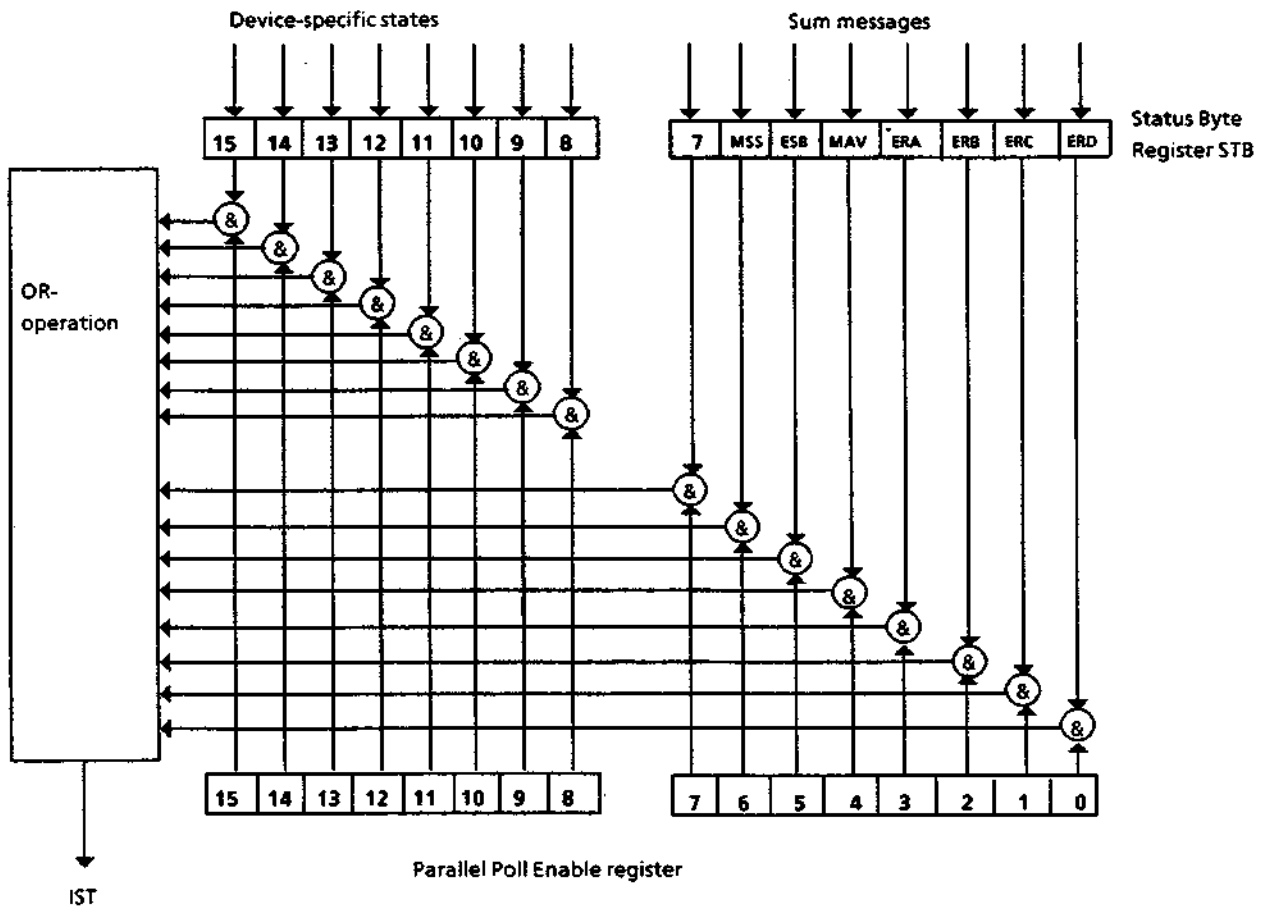 Device-specific states
Sum messages
15 14 13 12 11 10 9 8
7 MSS ESB MAV ERA ERB ERC ERD
Status Byte
Register STB
&
&
&
&
OR-
operation
&
&
&
&
&
&
&
&
&
&
&
&
15 14 13 12 11 10 9 8
7 6 5 4 3 2 1 0
Parallel Poll Enable register
IST